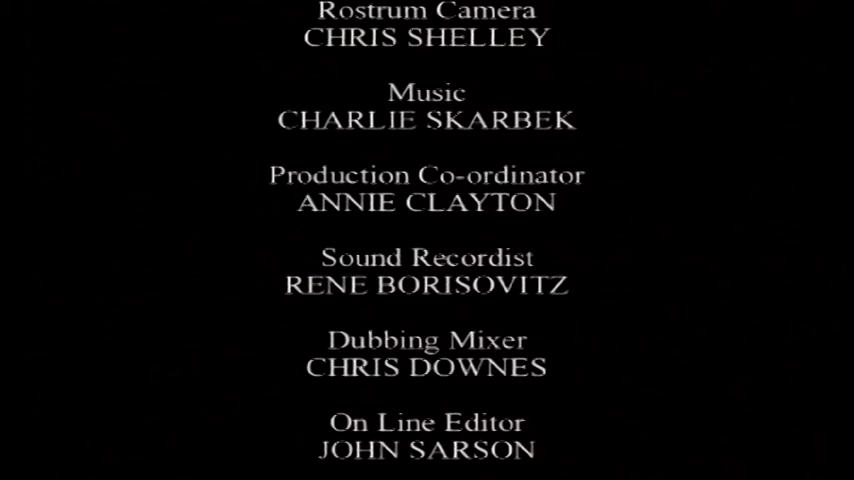 Rostrum Camera
CHRIS SHELLEY
Music
CHARLIE SKARBEK
Production Co-ordinator
ANNIE CLAYTON
Sound Recordist
RENE BORISOVITZ
Dubbing Mixer
CHRIS DOWNES
On Line Editor
JOHN SARSON